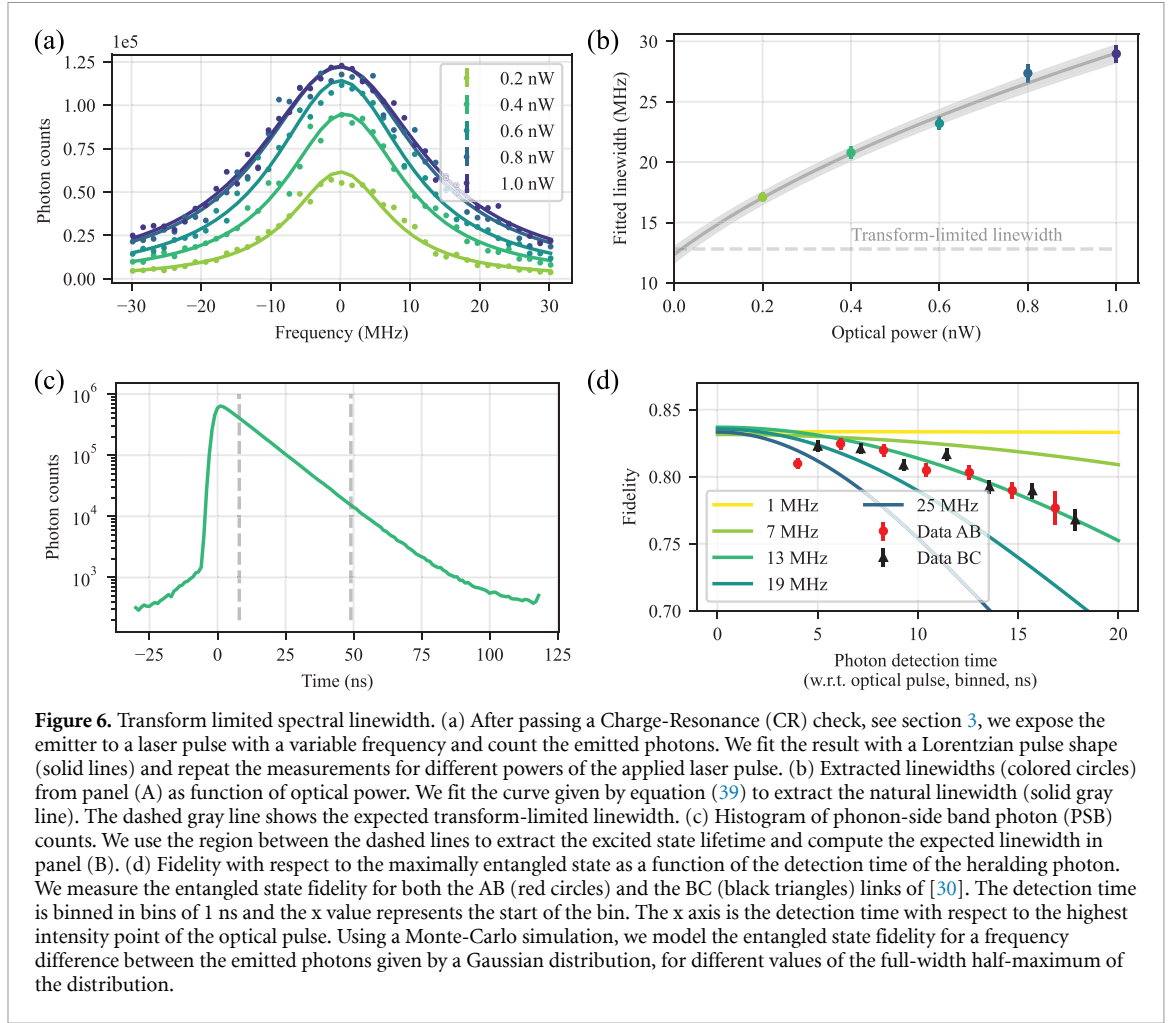 (a)
1e5
1.25
1.00
0.75
0.50
0.25
0.00
Photon counts
−30
−20
−10
0
10
20
30
Frequency (MHz)
0.2 nW
0.4 nW
0.6 nW
0.8 nW
1.0 nW
(b)
30
25
20
15
10
Fitted linewidth (MHz)
Transform-limited linewidth
0.0
0.2
0.4
0.6
0.8
1.0
Optical power (nW)
(c)
10^6
10^5
10^4
10^3
Photon counts
−25
0
25
50
75
100
125
Time (ns)
(d)
0.85
0.80
0.75
0.70
Fidelity
1 MHz
7 MHz
13 MHz
19 MHz
25 MHz
Data AB
Data BC
0
5
10
15
20
Photon detection time
(w.r.t. optical pulse, binned, ns)
Figure 6. Transform limited spectral linewidth. (a) After passing a Charge-Resonance (CR) check, see section 3, we expose the
emitter to a laser pulse with a variable frequency and count the emitted photons. We fit the result with a Lorentzian pulse shape
(solid lines) and repeat the measurements for different powers of the applied laser pulse. (b) Extracted linewidths (colored circles)
from panel (A) as function of optical power. We fit the curve given by equation (39) to extract the natural linewidth (solid gray
line). The dashed gray line shows the expected transform-limited linewidth. (c) Histogram of phonon-side band photon (PSB)
counts. We use the region between the dashed lines to extract the excited state lifetime and compute the expected linewidth in
panel (B). (d) Fidelity with respect to the maximally entangled state as a function of the detection time of the heralding photon.
We measure the entangled state fidelity for both the AB (red circles) and the BC (black triangles) links of [30]. The detection time
is binned in bins of 1 ns and the x value represents the start of the bin. The x axis is the detection time with respect to the highest
intensity point of the optical pulse. Using a Monte-Carlo simulation, we model the entangled state fidelity for a frequency
difference between the emitted photons given by a Gaussian distribution, for different values of the full-width half-maximum of
the distribution.